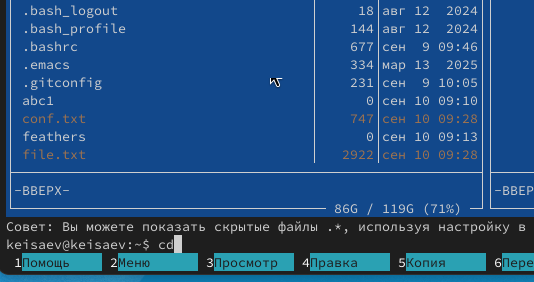 .bash_logout 18 авг 12 2024
.bash_profile 144 авг 12 2024
.bashrc 677 сен 9 09:46
.emacs 334 мар 13 2025
.gitconfig 231 сен 9 10:05
abc1 0 сен 10 09:10
conf.txt 747 сен 10 09:28
feathers 0 сен 10 09:13
file.txt 2922 сен 10 09:28
-ВВЕРХ- -ВВЕР
86G / 119G (71%)
Совет: Вы можете показать скрытые файлы .*, используя настройку в
keisaev@keisaev:~$ cd
1Помощь 2Меню 3Просмотр 4Правка 5Копия 6Пере